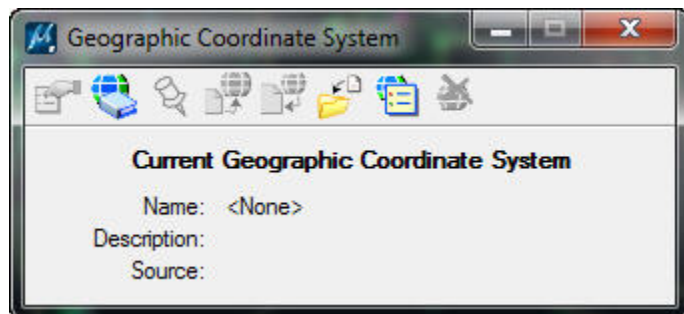 Geographic Coordinate System
Current Geographic Coordinate System
Name: <None>
Description:
Source: